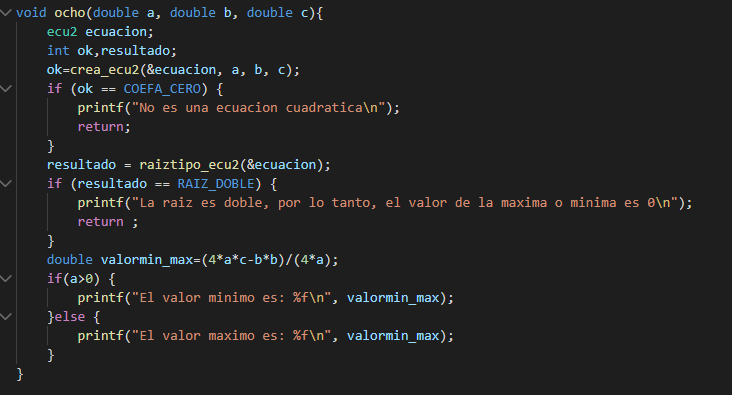 void ocho(double a, double b, double c){
ecu2 ecuacion;
int ok,resultado;
ok=crea_ecu2(&ecuacion, a, b, c);
if (ok == COEFA_CERO) {
printf("No es una ecuacion cuadratica\n");
return;
}
resultado = raiztipo_ecu2(&ecuacion);
if (resultado == RAIZ_DOBLE) {
printf("La raiz es doble, por lo tanto, el valor de la maxima o minima es 0\n");
return ;
}
double valormin_max=(4*a*c-b*b)/(4*a);
if(a>0) {
printf("El valor minimo es: %f\n", valormin_max);
}else {
printf("El valor maximo es: %f\n", valormin_max);
}
}